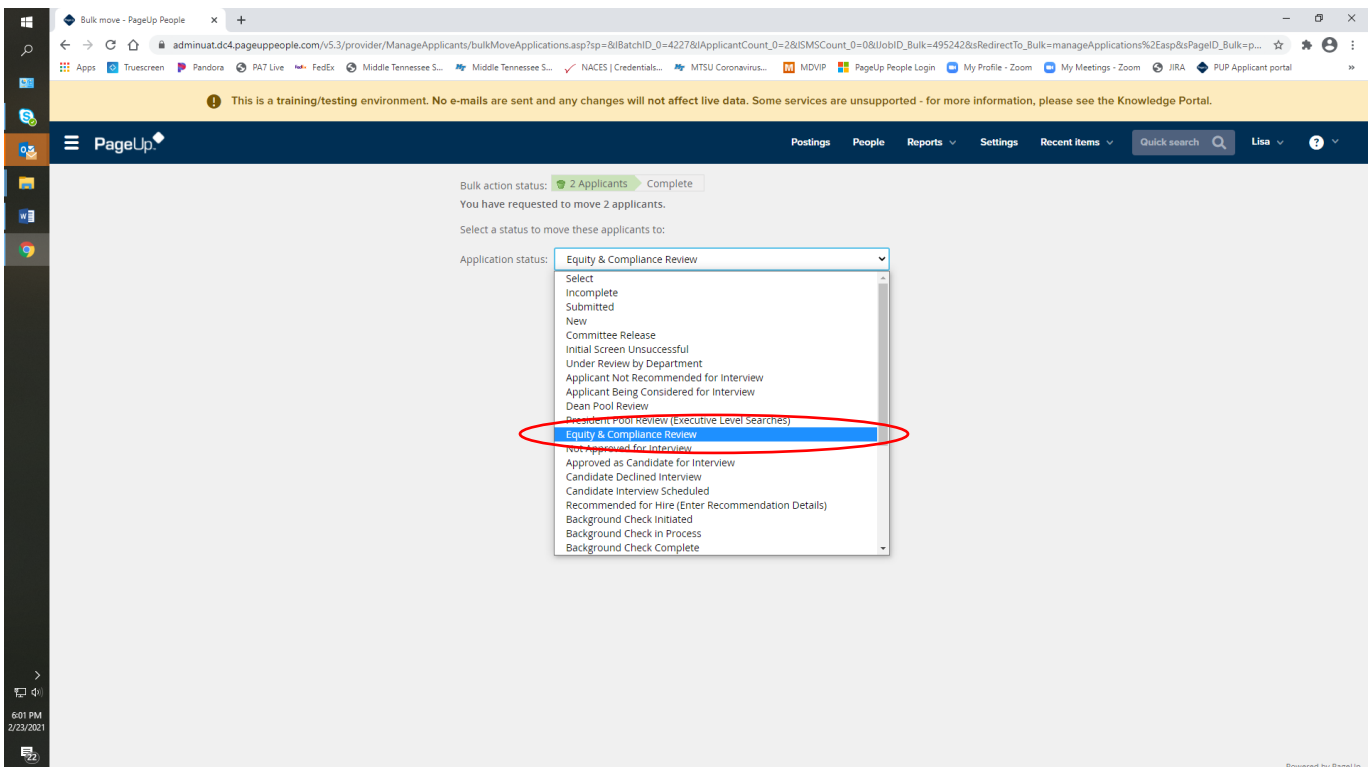 Bulk move - PageUp People
adminuat.dc4.pageuppeople.com/v5.3/provider/ManageApplicants/bulkMoveApplications.asp?sp=&lBatchID_0=4227&lApplicantCount_0=2&lSMSCount_0=0&lJobID_Bulk=495242&sRedirectTo_Bulk=manageApplications%2Easp&sPageID_Bulk=p...
Apps Truescreen Pandora PA7 Live FedEx Middle Tennessee S... Middle Tennessee S... NACES | Credentials... MTSU Coronavirus... MDVIP PageUp People Login My Profile - Zoom My Meetings - Zoom JIRA PUP Applicant portal »
This is a training/testing environment. No e-mails are sent and any changes will not affect live data. Some services are unsupported - for more information, please see the Knowledge Portal.
PageUp Postings People Reports Settings Recent items Quick search Lisa ?
Bulk action status: 2 Applicants Complete
You have requested to move 2 applicants.
Select a status to move these applicants to:
Application status: Equity & Compliance Review
Select
Incomplete
Submitted
New
Committee Release
Initial Screen Unsuccessful
Under Review by Department
Applicant Not Recommended for Interview
Applicant Being Considered for Interview
Dean Pool Review
President Pool Review (Executive Level Searches)
Equity & Compliance Review
Not Approved for Interview
Approved as Candidate for Interview
Candidate Declined Interview
Candidate Interview Scheduled
Recommended for Hire (Enter Recommendation Details)
Background Check Initiated
Background Check in Process
Background Check Complete
6:01 PM
2/23/2021
22
Powered by PageUp